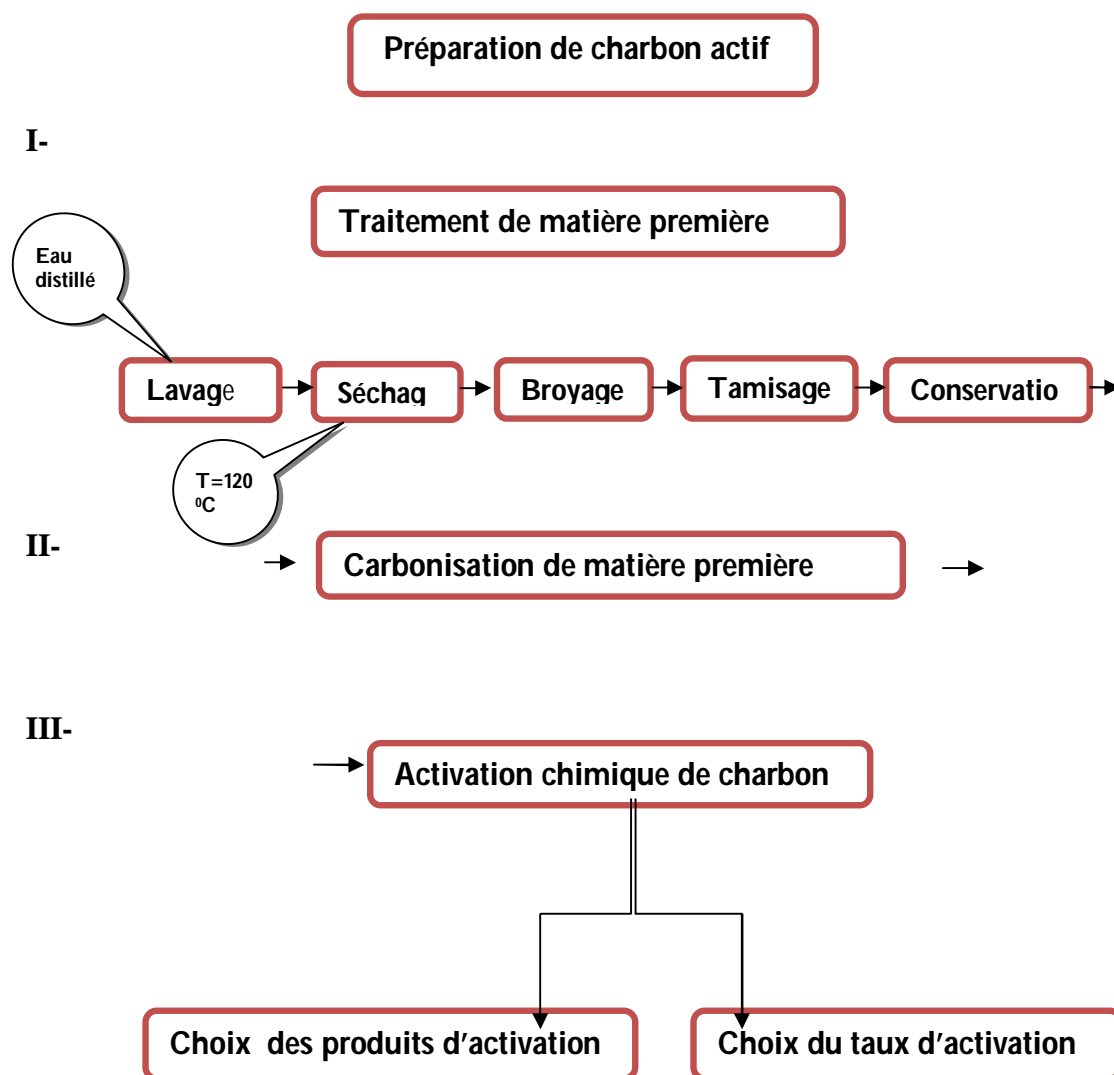 Préparation de charbon actif
I-
Traitement de matière première
Eau
distillé
Lavage
Séchag
Broyage
Tamisage
Conservatio
T=120
⁰C
II-
Carbonisation de matière première
III-
Activation chimique de charbon
Choix des produits d’activation
Choix du taux d’activation